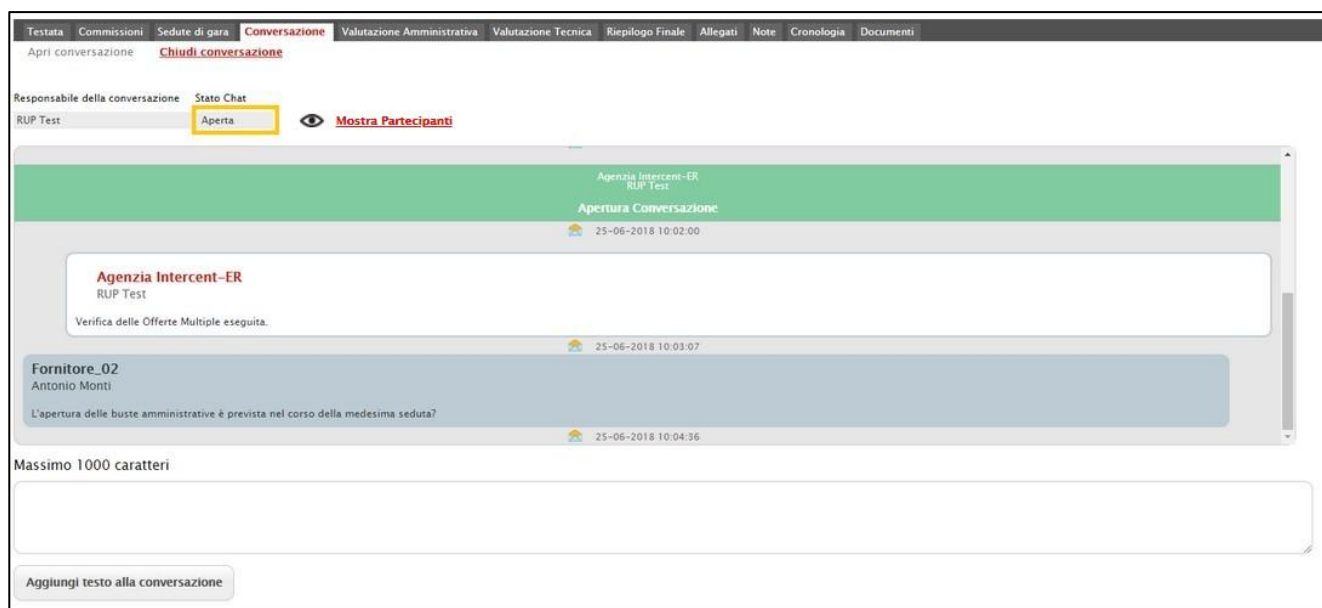 Testata Commissioni Sedute di gara Conversazione Valutazione Amministrativa Valutazione Tecnica Riepilogo Finale Allegati Note Cronologia Documenti
Apri conversazione Chiudi conversazione
Responsabile della conversazione Stato Chat
RUP Test Aperta Mostra Partecipanti
Agenzia Intercent-ER
RUP Test
Apertura Conversazione
25-06-2018 10:02:00
Agenzia Intercent-ER
RUP Test
Verifica delle Offerte Multiple eseguita.
25-06-2018 10:03:07
Fornitore_02
Antonio Monti
L'apertura delle buste amministrative è prevista nel corso della medesima seduta?
25-06-2018 10:04:36
Massimo 1000 caratteri
Aggiungi testo alla conversazione